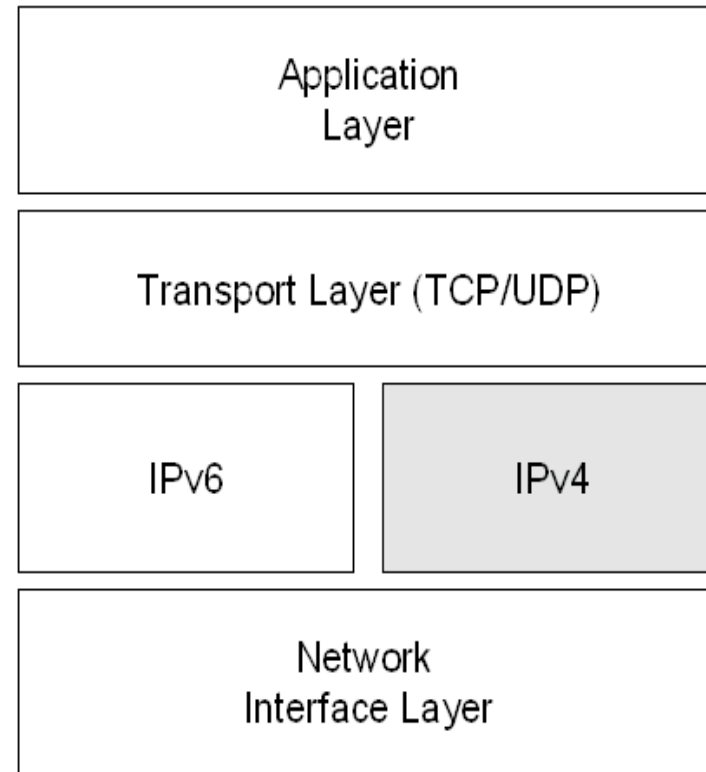 Application
Layer
Transport Layer (TCP/UDP)
IPv6
IPv4
Network
Interface Layer